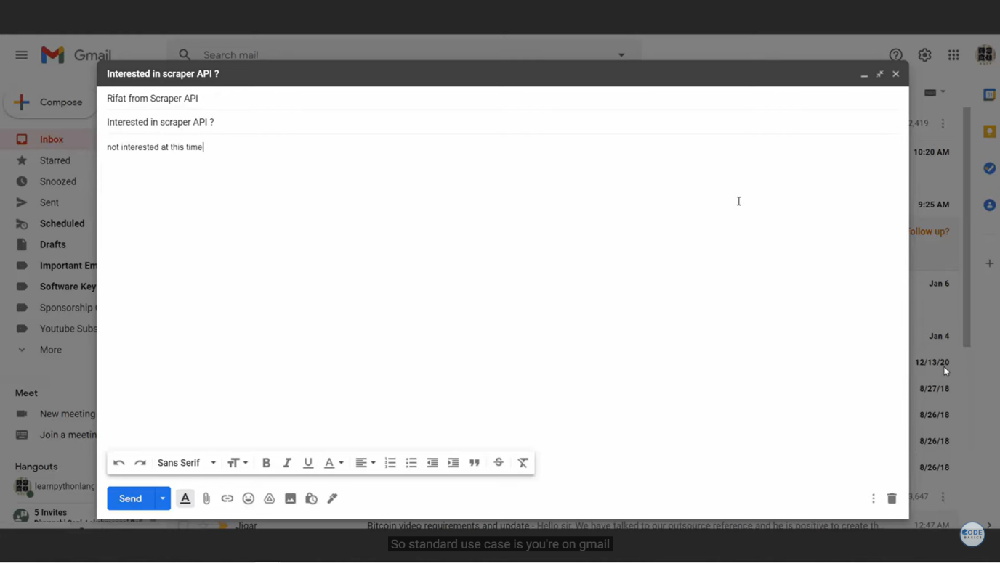 Gmail
Search mail
Interested in scraper API ?
Rifat from Scraper API
Interested in scraper API ?
not interested at this time
Compose
Inbox
Starred
Snoozed
Sent
Scheduled
Drafts
Important Em
Software Key
Sponsorship
Youtube Subs
More
Meet
New meeting
Join a meetin
Hangouts
learnpythonlang
5 Invites
2,419
10:20 AM
9:25 AM
Follow up?
Jan 6
Jan 4
12/13/20
8/27/18
8/26/18
8/26/18
8/26/18
3,647
12:47 AM
Sans Serif
Send
Jigar Bitcoin video requirements and update - Hello sir, We have talked to our outsource reference and he is positive to create th
So standard use case is you're on gmail
CODE
BASICS